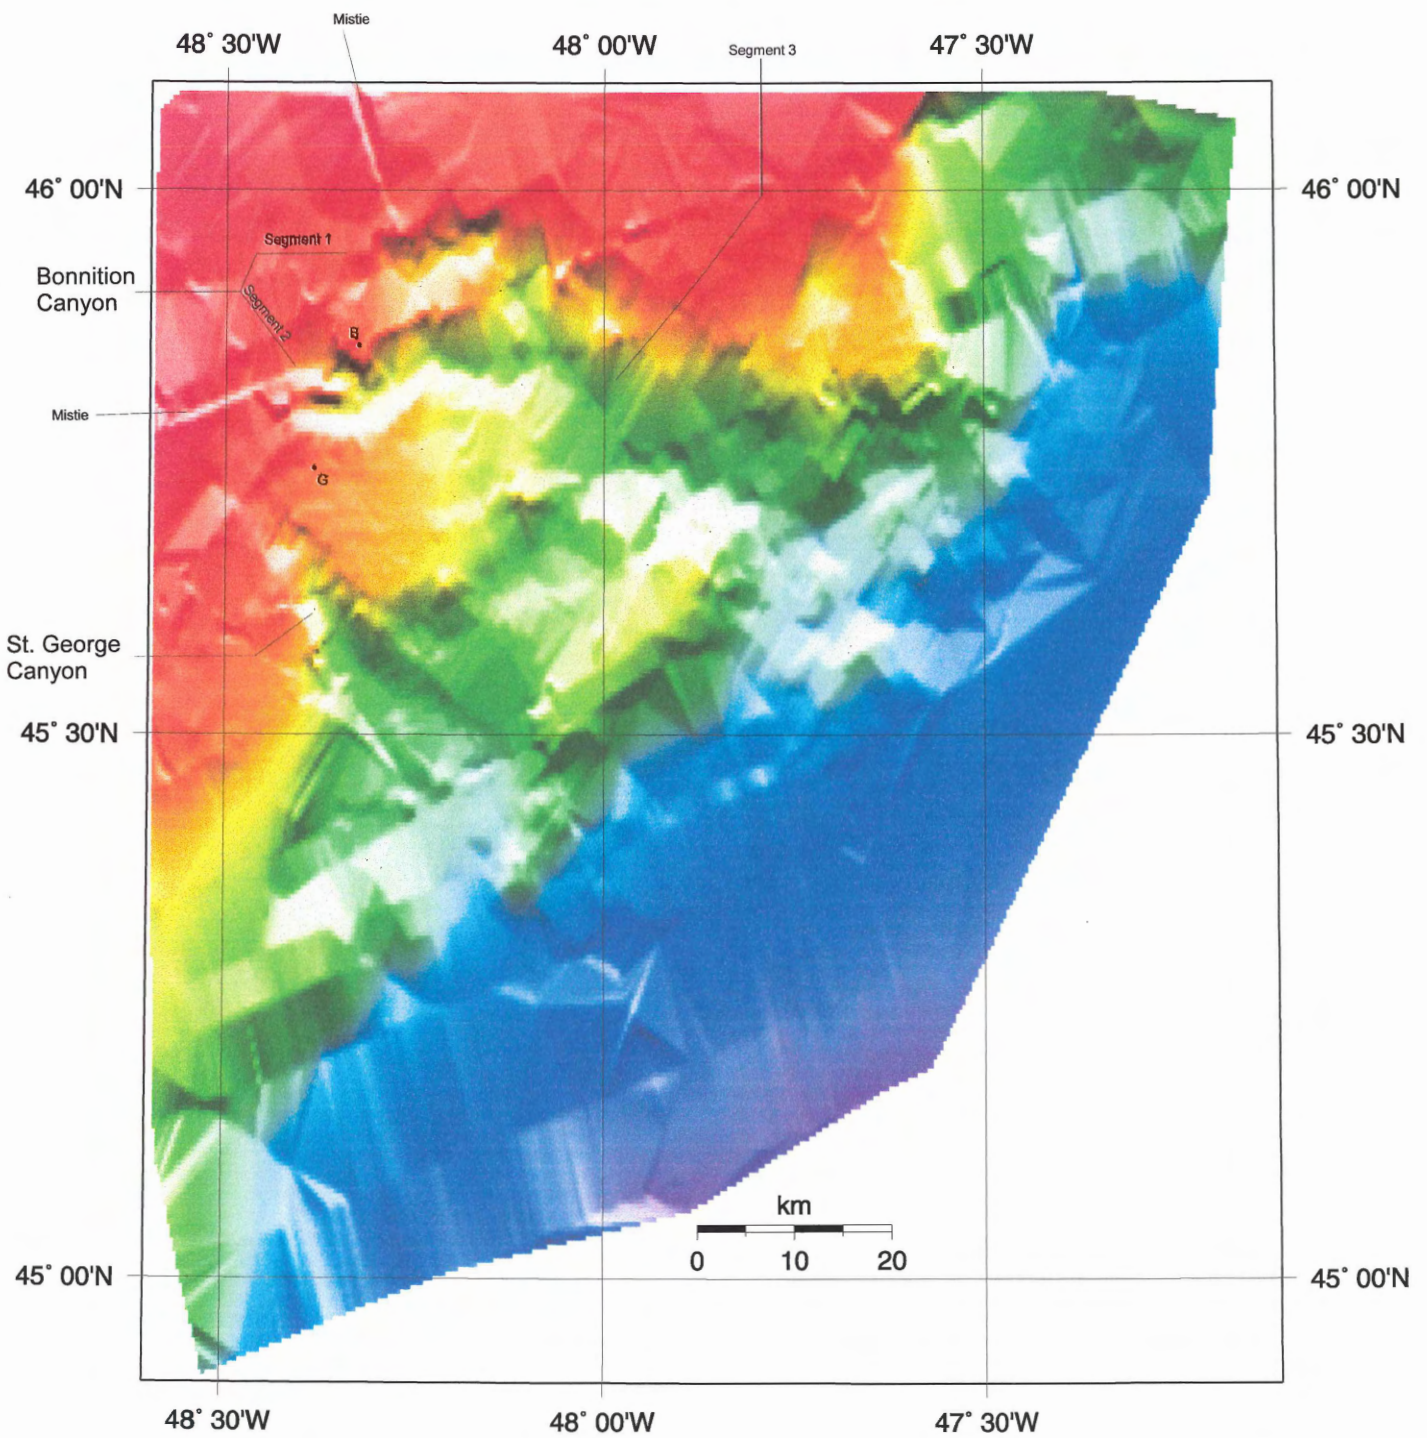 Mistie
48° 30'W
48° 00'W
47° 30'W
Segment 3
46° 00'N
46° 00'N
Segment 1
Bonnition
Canyon
Segment 2
B
Mistie
G
St. George
Canyon
45° 30'N
45° 30'N
km
0 10 20
45° 00'N
45° 00'N
48° 30'W
48° 00'W
47° 30'W